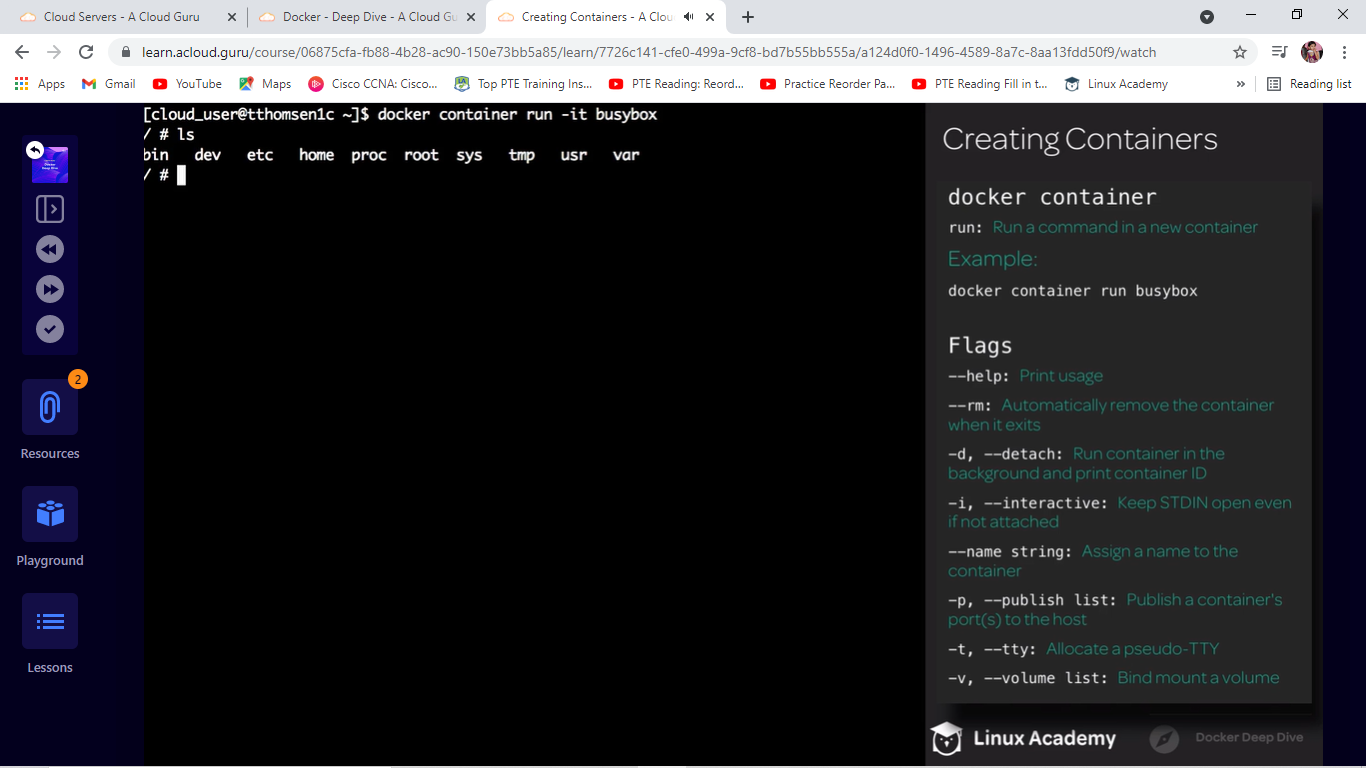 Cloud Servers - A Cloud Guru
Docker - Deep Dive - A Cloud Gu
Creating Containers - A Clou
learn.acloud.guru/course/06875cfa-fb88-4b28-ac90-150e73bb5a85/learn/7726c141-cfe0-499a-9cf8-bd7b55bb555a/a124d0f0-1496-4589-8a7c-8aa13fdd50f9/watch
Apps
Gmail
YouTube
Maps
Cisco CCNA: Cisco...
Top PTE Training Ins...
PTE Reading: Reord...
Practice Reorder Pa...
PTE Reading Fill in t...
Linux Academy
»
Reading list
[cloud_user@tthomsen1c ~]$ docker container run -it busybox
/ # ls
bin dev etc home proc root sys tmp usr var
/ #
2
Resources
Playground
Lessons
Creating Containers
docker container
run: Run a command in a new container
Example:
docker container run busybox
Flags
--help: Print usage
--rm: Automatically remove the container
when it exits
-d, --detach: Run container in the
background and print container ID
-i, --interactive: Keep STDIN open even
if not attached
--name string: Assign a name to the
container
-p, --publish list: Publish a container's
port(s) to the host
-t, --tty: Allocate a pseudo-TTY
-v, --volume list: Bind mount a volume
Linux Academy
Docker Deep Dive